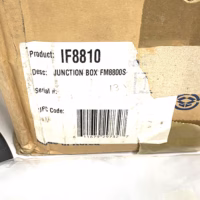 Product: IF8810
Desc: JUNCTION BOX FM8800S
Serial #:
UPC Code: